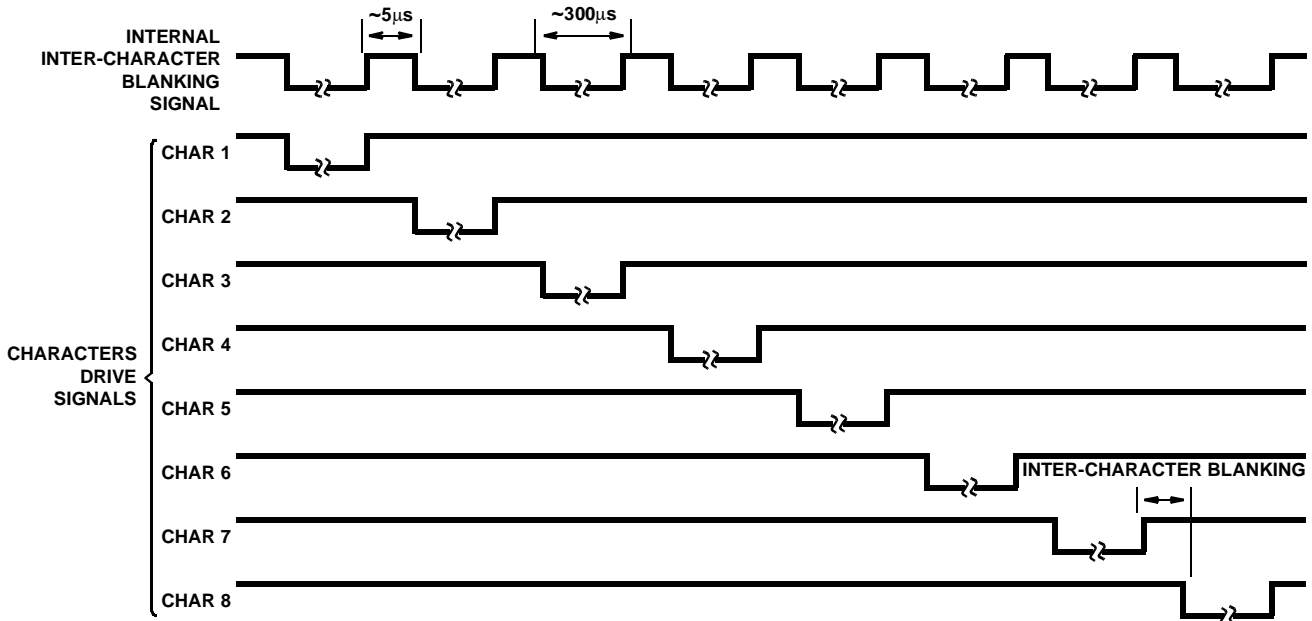 ~5µs
~300µs
INTERNAL
INTER-CHARACTER
BLANKING
SIGNAL
CHAR 1
CHAR 2
CHAR 3
CHAR 4
CHARACTERS
DRIVE
SIGNALS
CHAR 5
CHAR 6
INTER-CHARACTER BLANKING
CHAR 7
CHAR 8